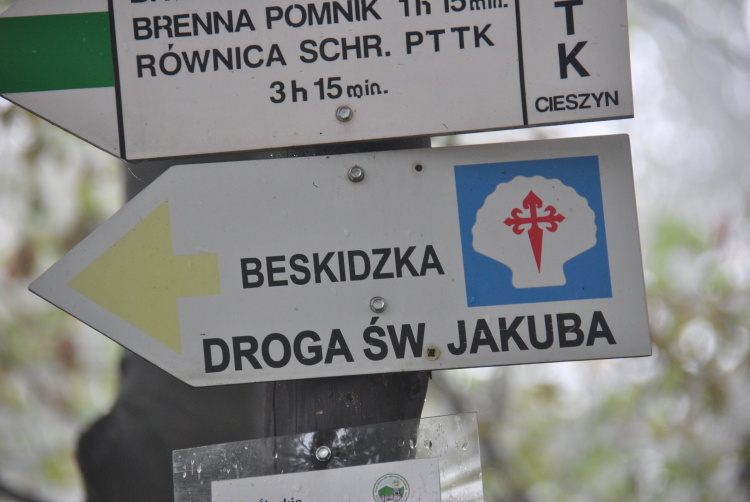 BRENNA POMNIK 1h 15min.
RÓWNICA SCHR. PTTK
3h 15min.
TK
CIESZYN
BESKIDZKA
DROGA ŚW. JAKUBA